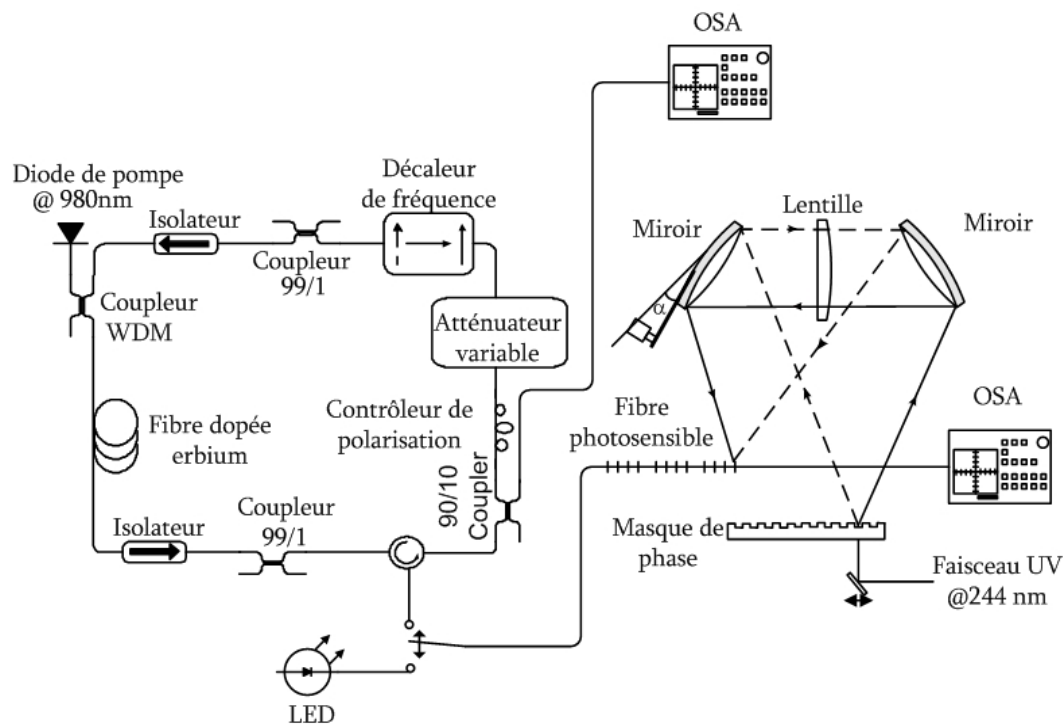 OSA
Diode de pompe
@ 980nm
Isolateur
Décaleur
de fréquence
Miroir
Lentille
Miroir
Coupleur
99/1
Coupleur
WDM
α
Atténuateur
variable
Contrôleur de
polarisation
Fibre
photosensible
OSA
Fibre dopée
erbium
90/10
Coupler
Isolateur
Coupleur
99/1
Masque de
phase
Faisceau UV
@244 nm
LED